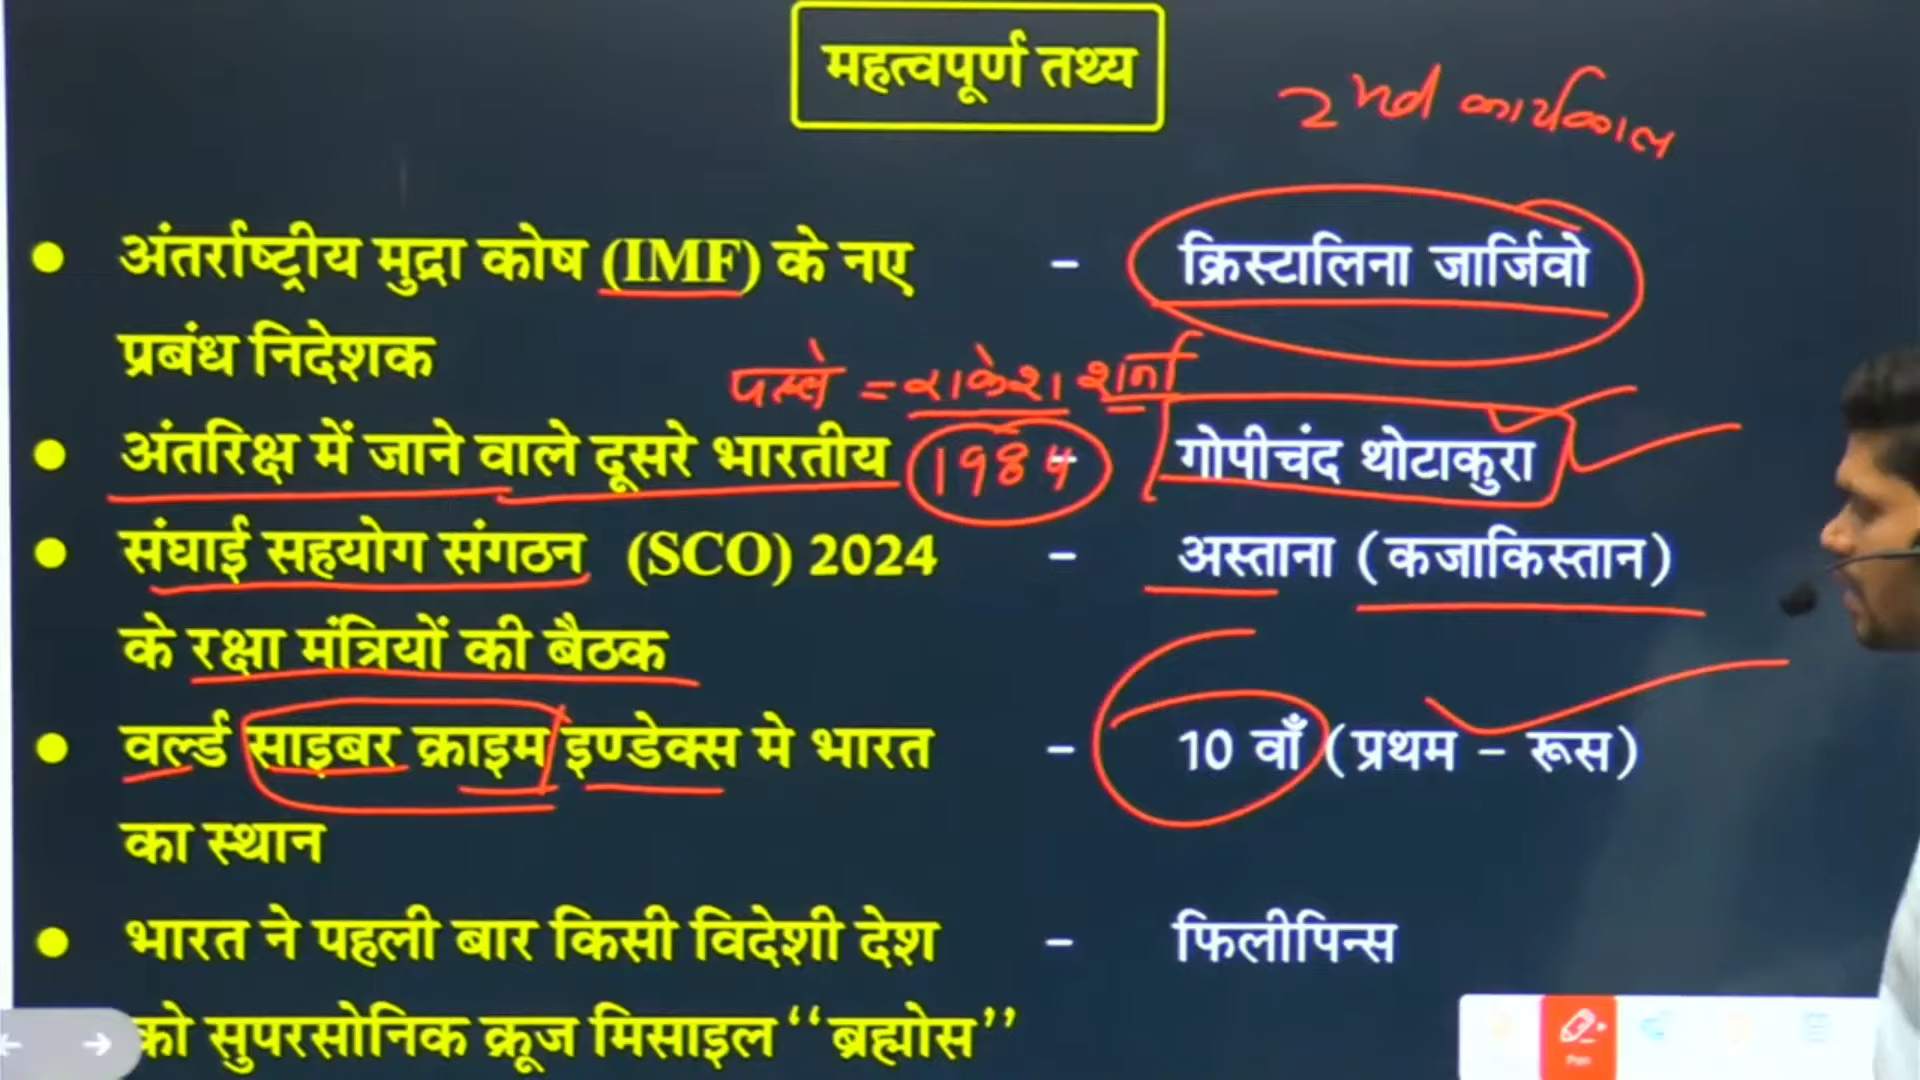 महत्वपूर्ण तथ्य
2nd कार्यकाल
अंतर्राष्ट्रीय मुद्रा कोष (IMF) के नए - क्रिस्टालिना जार्जिवो
प्रबंध निदेशक
पहले = राकेश शर्मा
अंतरिक्ष में जाने वाले दूसरे भारतीय 1984 - गोपीचंद थोटाकुरा
संघाई सहयोग संगठन (SCO) 2024 - अस्ताना (कजाकिस्तान)
के रक्षा मंत्रियों की बैठक
वर्ल्ड साइबर क्राइम इण्डेक्स मे भारत - 10 वाँ (प्रथम - रूस)
का स्थान
भारत ने पहली बार किसी विदेशी देश - फिलीपिन्स
को सुपरसोनिक क्रूज मिसाइल “ब्रह्मोस”
Pen